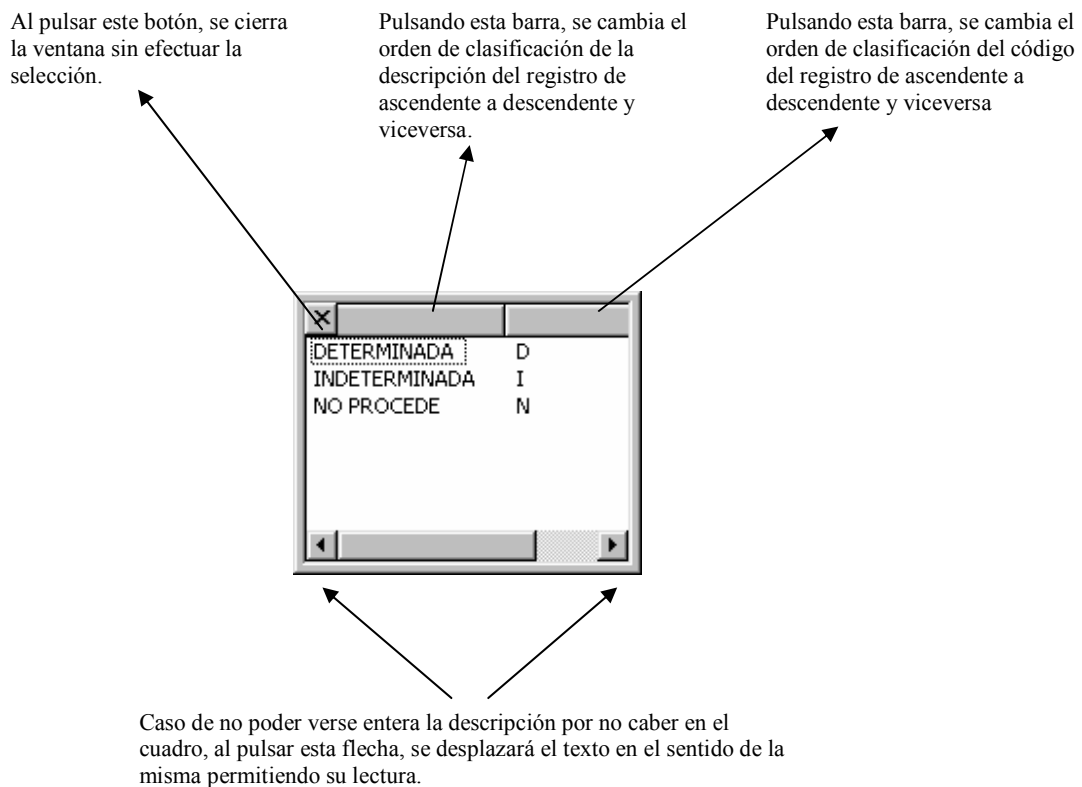 Al pulsar este botón, se cierra
la ventana sin efectuar la
selección.
Pulsando esta barra, se cambia el
orden de clasificación de la
descripción del registro de
ascendente a descendente y
viceversa.
Pulsando esta barra, se cambia el
orden de clasificación del código
del registro de ascendente a
descendente y viceversa
DETERMINADA D
INDETERMINADA I
NO PROCEDE N
Caso de no poder verse entera la descripción por no caber en el
cuadro, al pulsar esta flecha, se desplazará el texto en el sentido de la
misma permitiendo su lectura.